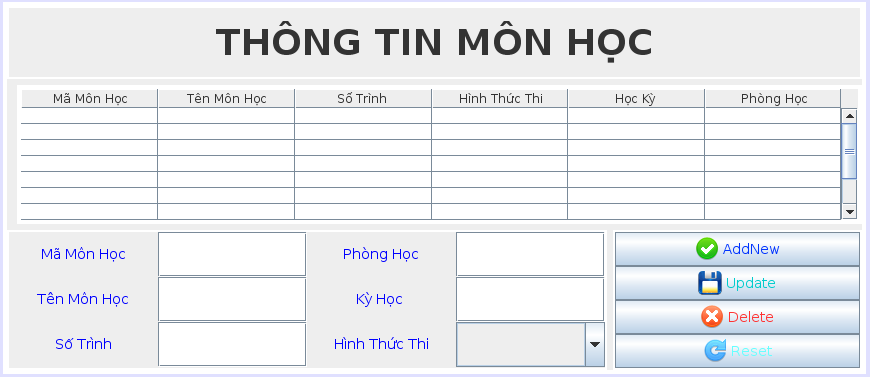 THÔNG TIN MÔN HỌC
Mã Môn Học Tên Môn Học Số Trình Hình Thức Thi Học Kỳ Phòng Học
Mã Môn Học Phòng Học AddNew
Update
Tên Môn Học Kỳ Học
Delete
Số Trình Hình Thức Thi
Reset